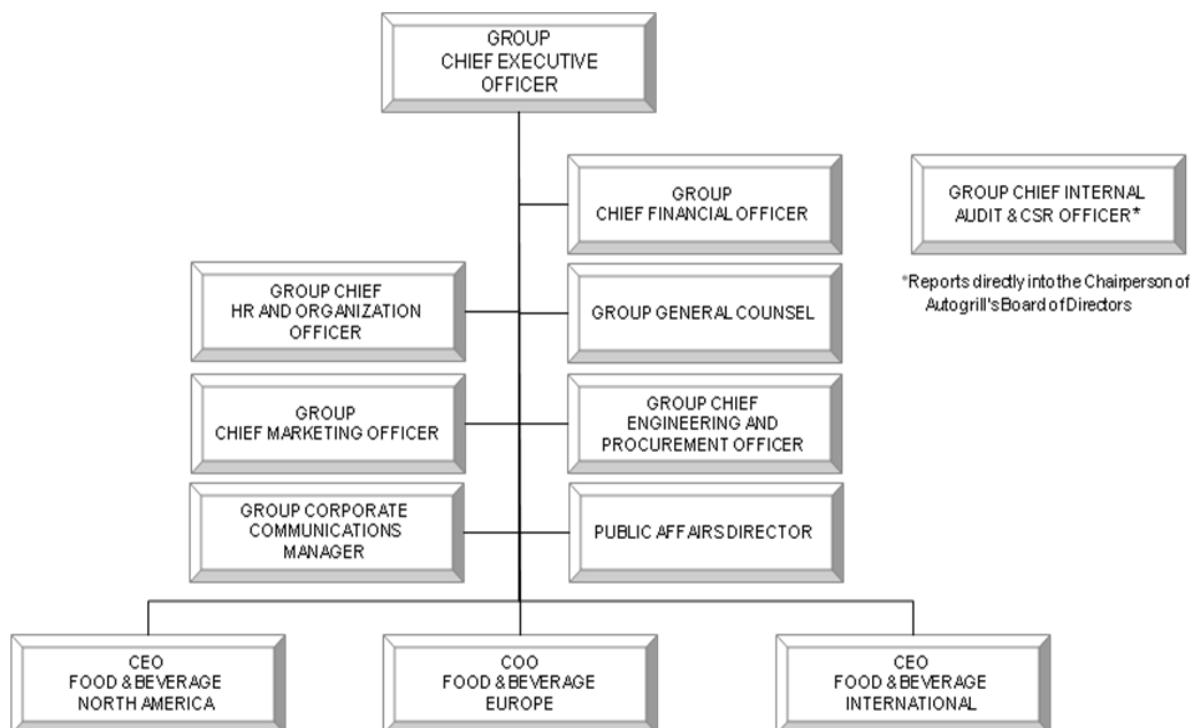 GROUP
CHIEF EXECUTIVE
OFFICER
GROUP
CHIEF FINANCIAL OFFICER
GROUP CHIEF INTERNAL
AUDIT & CSR OFFICER*
*Reports directly into the Chairperson of
Autogrill's Board of Directors
GROUP CHIEF
HR AND ORGANIZATION
OFFICER
GROUP GENERAL COUNSEL
GROUP
CHIEF MARKETING OFFICER
GROUP CHIEF
ENGINEERING AND
PROCUREMENT OFFICER
GROUP CORPORATE
COMMUNICATIONS
MANAGER
PUBLIC AFFAIRS DIRECTOR
CEO
FOOD & BEVERAGE
NORTH AMERICA
COO
FOOD & BEVERAGE
EUROPE
CEO
FOOD & BEVERAGE
INTERNATIONAL